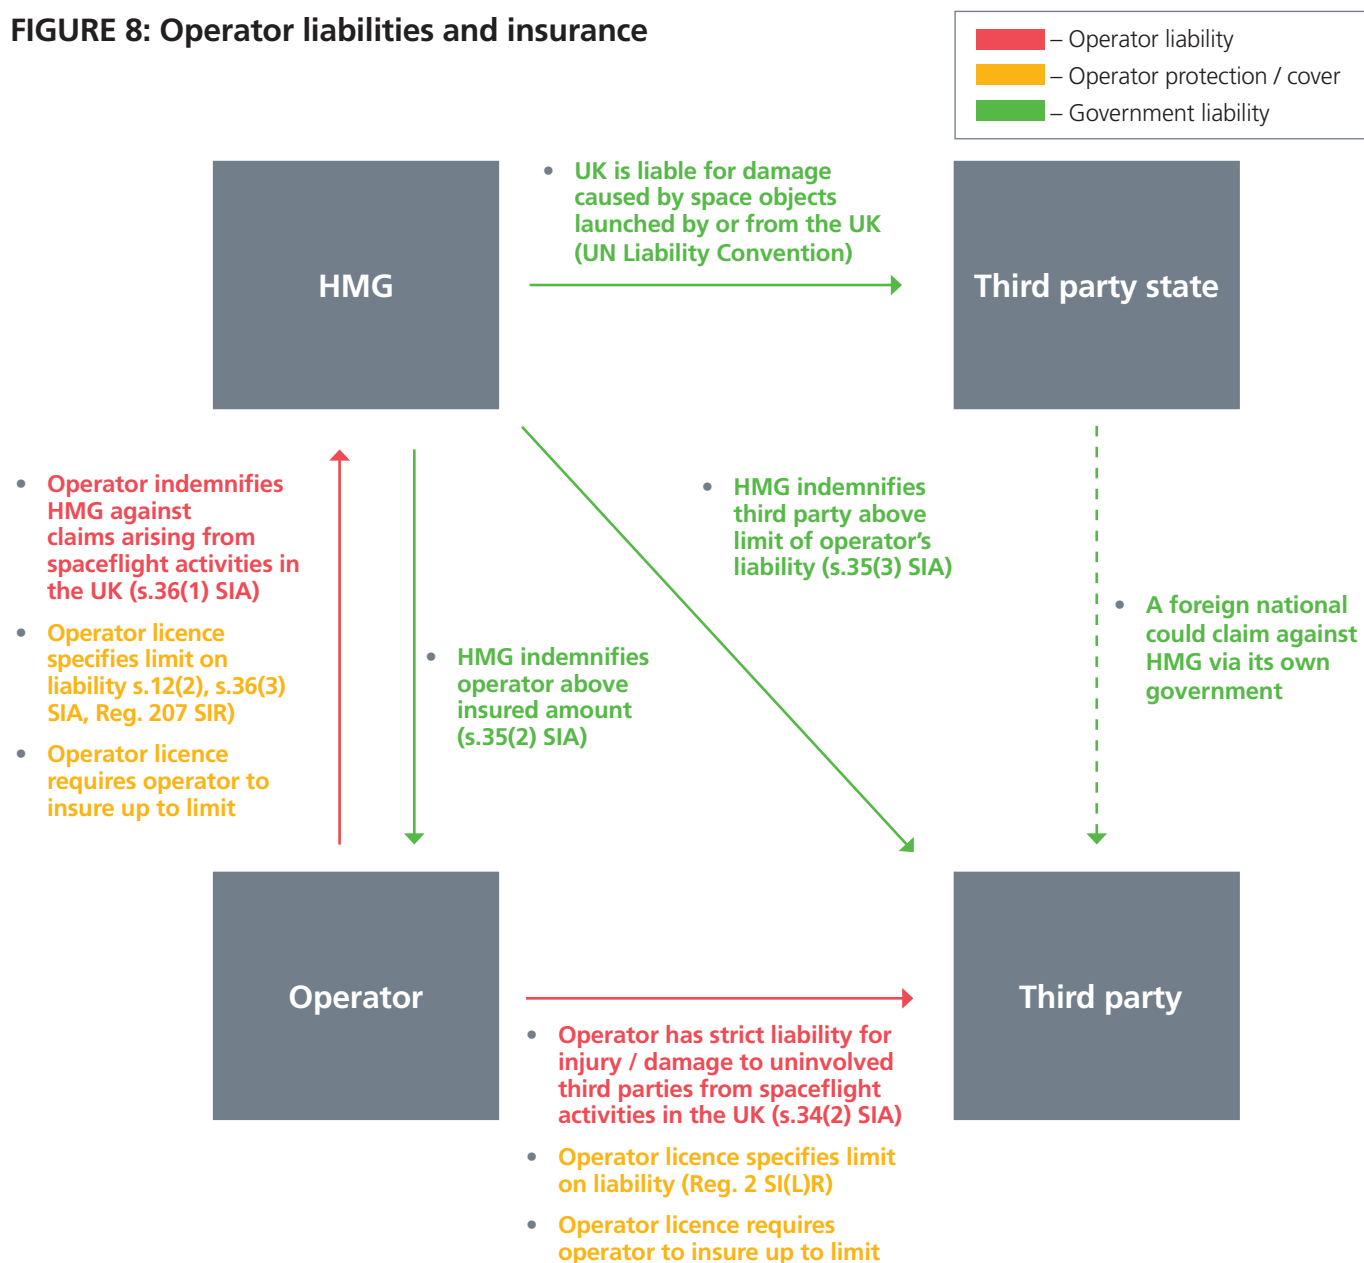 FIGURE 8: Operator liabilities and insurance
– Operator liability
– Operator protection / cover
– Government liability
HMG
• UK is liable for damage
caused by space objects
launched by or from the UK
(UN Liability Convention)
Third party state
• Operator indemnifies
HMG against
claims arising from
spaceflight activities in
the UK (s.36(1) SIA)
• Operator licence
specifies limit on
liability s.12(2), s.36(3)
SIA, Reg. 207 SIR)
• Operator licence
requires operator to
insure up to limit
• HMG indemnifies
operator above
insured amount
(s.35(2) SIA)
• HMG indemnifies
third party above
limit of operator’s
liability (s.35(3) SIA)
• A foreign national
could claim against
HMG via its own
government
Operator
Third party
• Operator has strict liability for
injury / damage to uninvolved
third parties from spaceflight
activities in the UK (s.34(2) SIA)
• Operator licence specifies limit
on liability (Reg. 2 SI(L)R)
• Operator licence requires
operator to insure up to limit